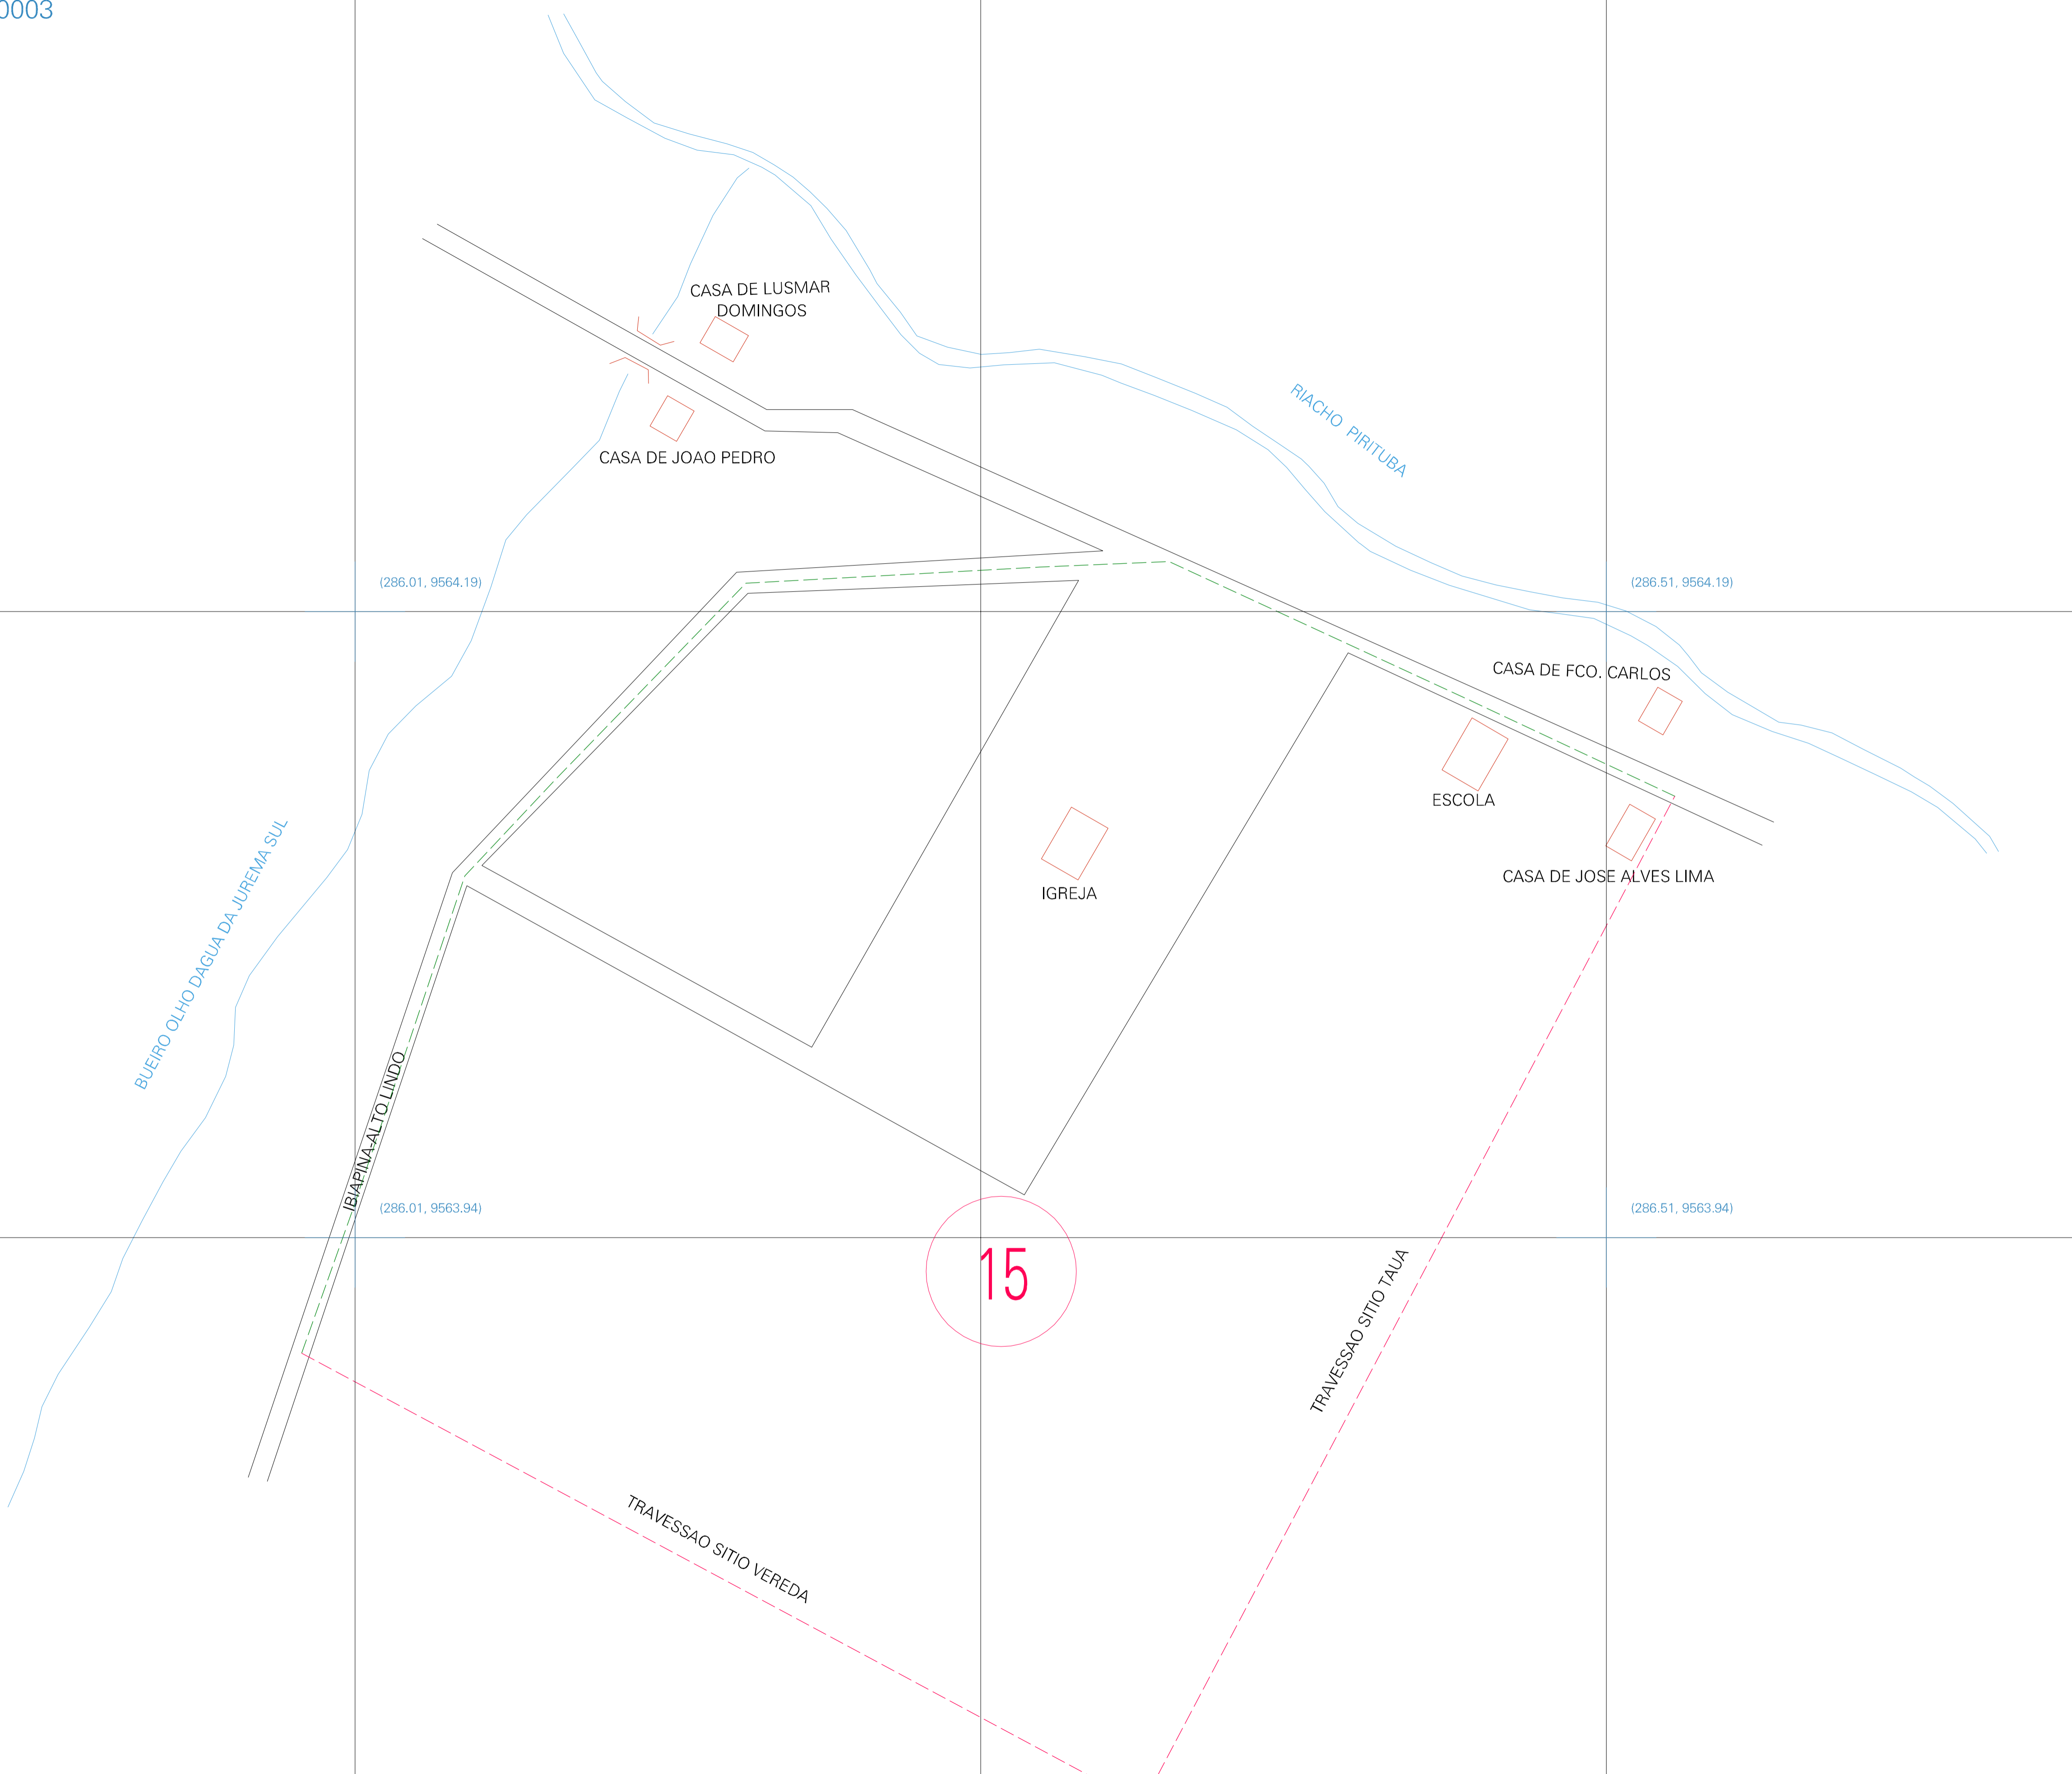 0003
CASA DE LUSMAR
DOMINGOS
RIACHO PIRITUBA
CASA DE JOAO PEDRO
(286.01, 9564.19)
(286.51, 9564.19)
CASA DE FCO. CARLOS
ESCOLA
CASA DE JOSE ALVES LIMA
IGREJA
BUEIRO OLHO DAGUA DA JUREMA SUL
IBIAPINA-ALTO LINDO
(286.01, 9563.94)
(286.51, 9563.94)
15
TRAVESSAO SITIO TAUA
TRAVESSAO SITIO VEREDA